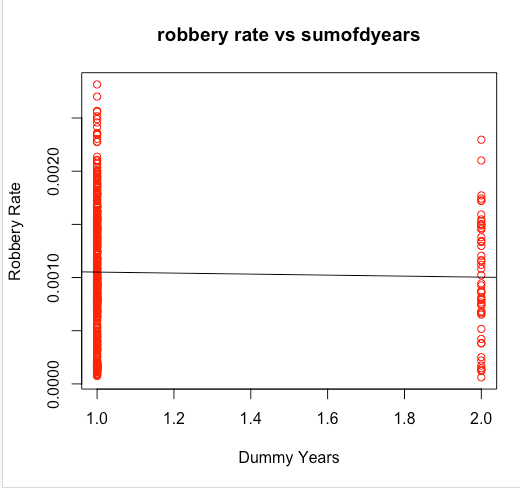 robbery rate vs sumofdyears
Robbery Rate
0.0020
0.0010
0.0000
1.0 1.2 1.4 1.6 1.8 2.0
Dummy Years